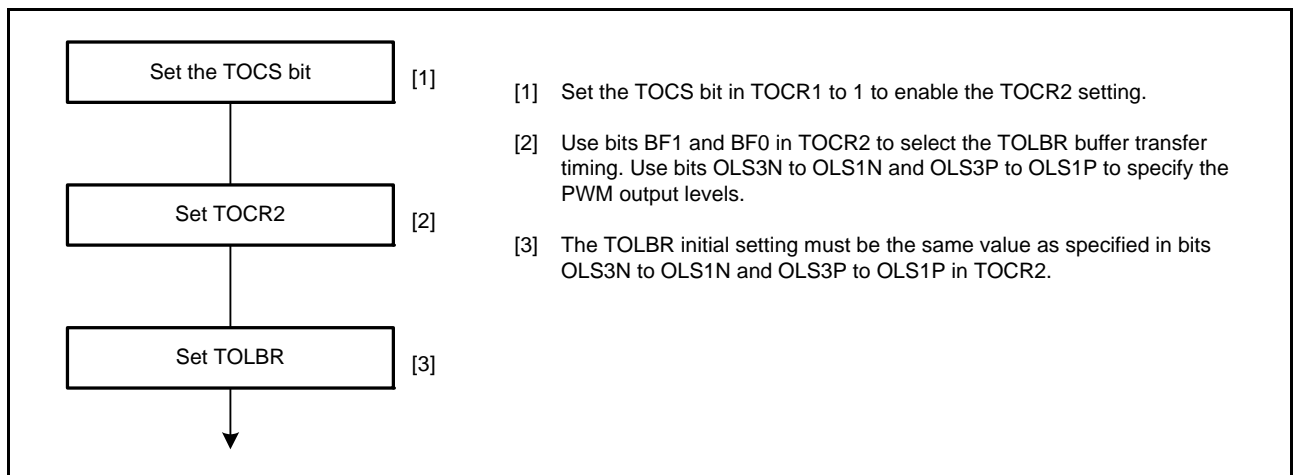 Set the TOCS bit
[1]
[1] Set the TOCS bit in TOCR1 to 1 to enable the TOCR2 setting.
[2] Use bits BF1 and BF0 in TOCR2 to select the TOLBR buffer transfer
timing. Use bits OLS3N to OLS1N and OLS3P to OLS1P to specify the
PWM output levels.
Set TOCR2
[2]
[3] The TOLBR initial setting must be the same value as specified in bits
OLS3N to OLS1N and OLS3P to OLS1P in TOCR2.
Set TOLBR
[3]